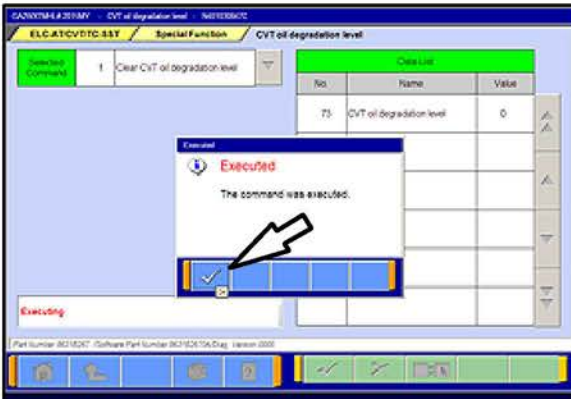 CVT oil degradation level
ELC-AT/CVT/TC-SST
Special Function
CVT oil degradation level
Selected Command
1
Clear CVT oil degradation level
Data List
No.
Name
Value
75
CVT oil degradation level
0
Executed
Executed
The command was executed.
Executing